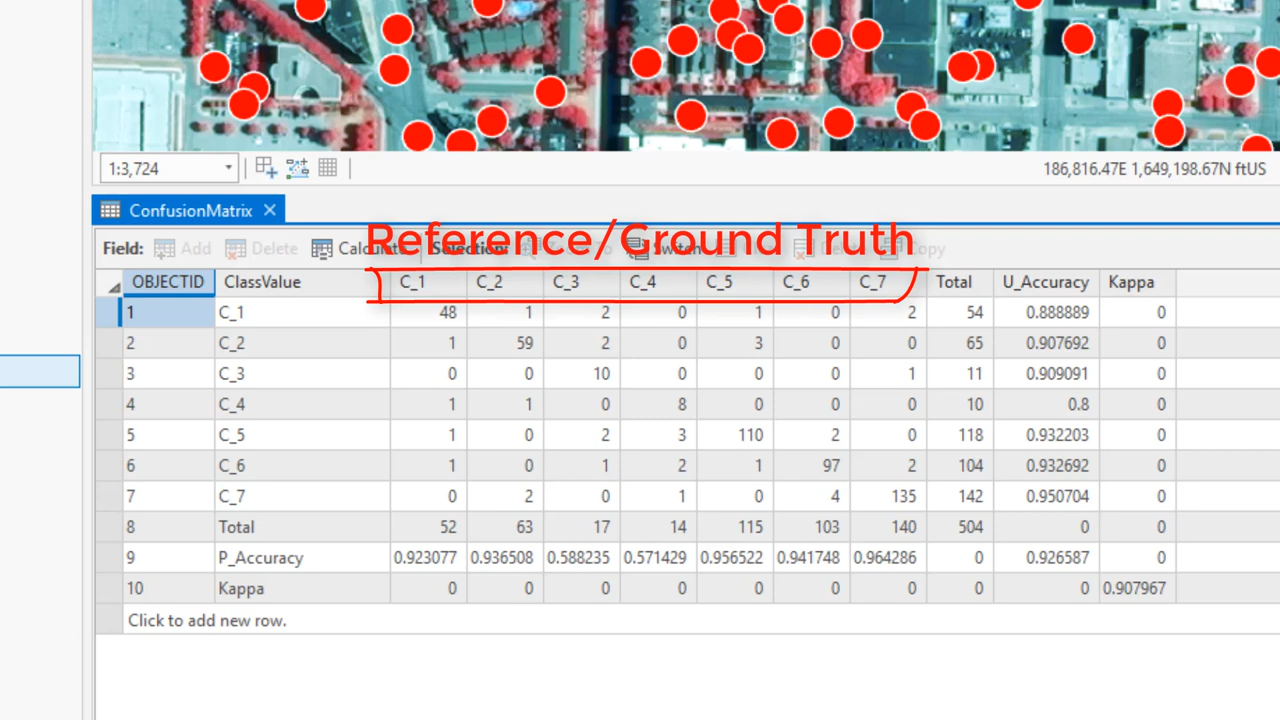 1:3,724
186,816.47E 1,649,198.67N ftUS
ConfusionMatrix
Reference/Ground Truth
Field: Add Delete Selection: Switch Copy
OBJECTID ClassValue C_1 C_2 C_3 C_4 C_5 C_6 C_7 Total U_Accuracy Kappa
1 C_1 48 1 2 0 1 0 2 54 0.888889 0
2 C_2 1 59 2 0 3 0 0 65 0.907692 0
3 C_3 0 0 10 0 0 0 1 11 0.909091 0
4 C_4 1 1 0 8 0 0 0 10 0.8 0
5 C_5 1 0 2 3 110 2 0 118 0.932203 0
6 C_6 1 0 1 2 1 97 2 104 0.932692 0
7 C_7 0 2 0 1 0 4 135 142 0.950704 0
8 Total 52 63 17 14 115 103 140 504 0 0
9 P_Accuracy 0.923077 0.936508 0.588235 0.571429 0.956522 0.941748 0.964286 0 0.926587 0
10 Kappa 0 0 0 0 0 0 0 0 0 0.907967
Click to add new row.